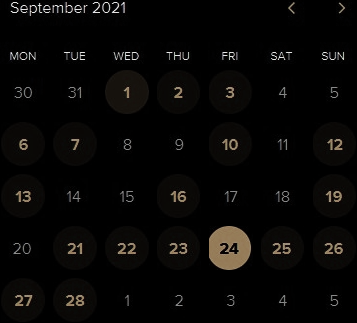 September 2021
MON TUE WED THU FRI SAT SUN
30 31 1 2 3 4 5
6 7 8 9 10 11 12
13 14 15 16 17 18 19
20 21 22 23 24 25 26
27 28 1 2 3 4 5